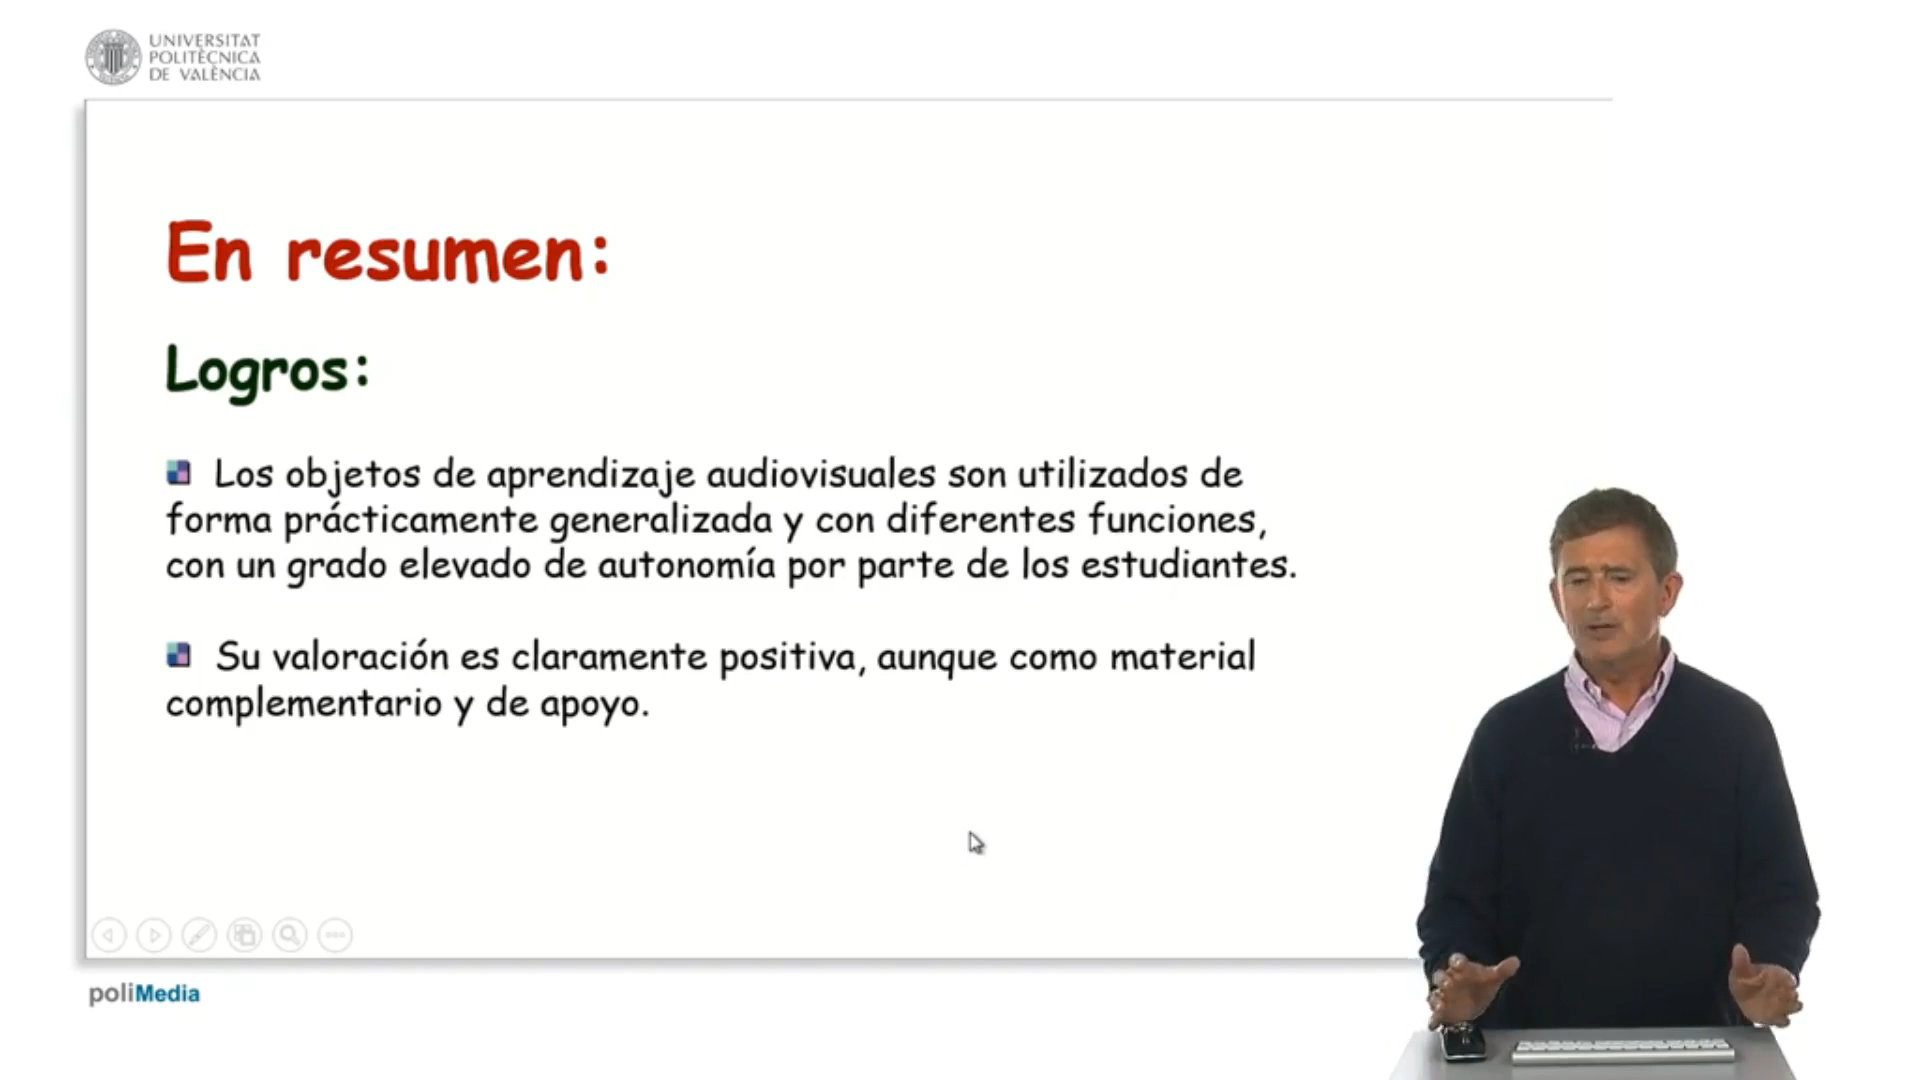 UNIVERSITAT
POLITÈCNICA
DE VALÈNCIA
En resumen:
Logros:
Los objetos de aprendizaje audiovisuales son utilizados de
forma prácticamente generalizada y con diferentes funciones,
con un grado elevado de autonomía por parte de los estudiantes.
Su valoración es claramente positiva, aunque como material
complementario y de apoyo.
poliMedia